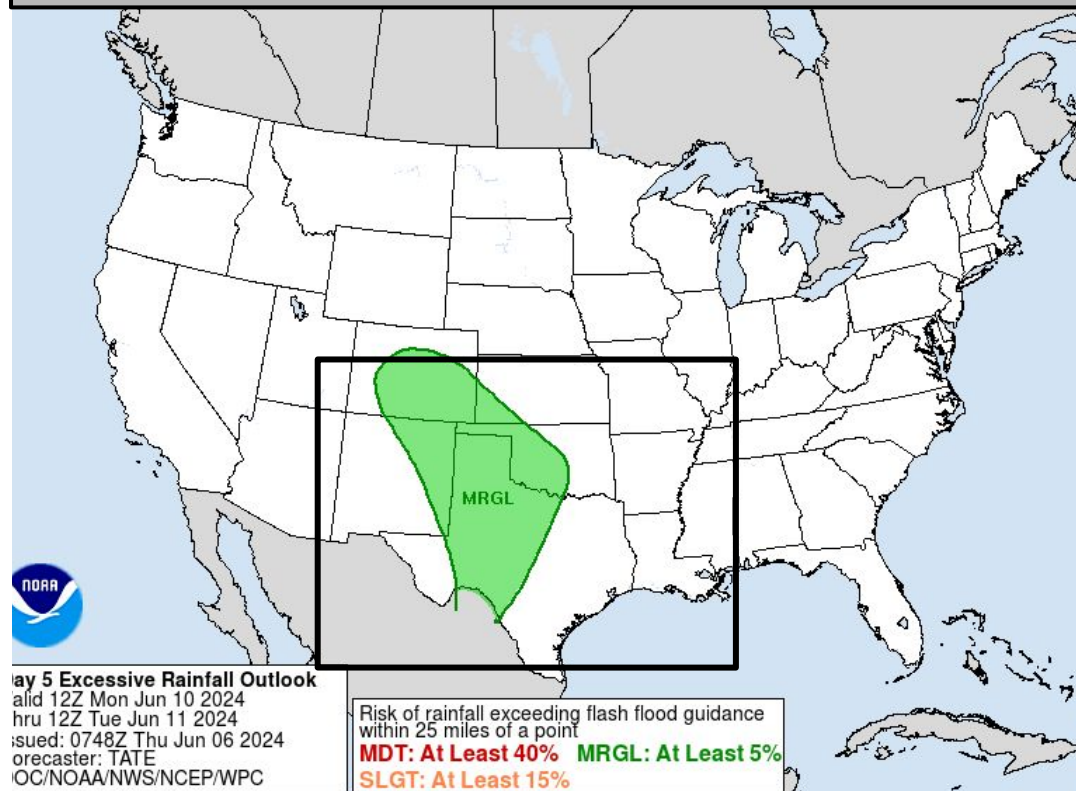 MRGL
NOAA
ay 5 Excessive Rainfall Outlook
alid 12Z Mon Jun 10 2024
hru 12Z Tue Jun 11 2024
ssued: 0748Z Thu Jun 06 2024
orecaster: TATE
DOC/NOAA/NWS/NCEP/WPC
Risk of rainfall exceeding flash flood guidance
within 25 miles of a point
MDT: At Least 40% MRGL: At Least 5%
SLGT: At Least 15%